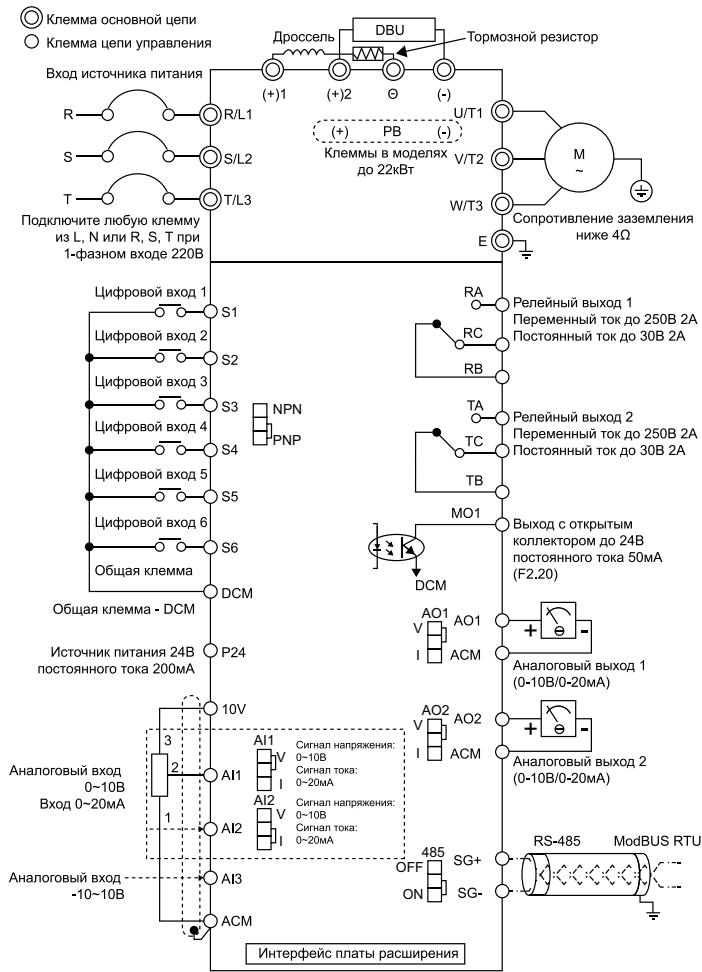 Клемма основной цепи
Клемма цепи управления
DBU
Дроссель
Тормозной резистор
Вход источника питания
(+)1
(+)2
Θ
(-)
R
R/L1
S
S/L2
T
T/L3
(+) PB (-)
Клеммы в моделях
до 22кВт
U/T1
V/T2
W/T3
M
~
E
Сопротивление заземления
ниже 4Ω
Подключите любую клемму
из L, N или R, S, T при
1-фазном входе 220В
Цифровой вход 1
S1
Цифровой вход 2
S2
Цифровой вход 3
S3
Цифровой вход 4
S4
Цифровой вход 5
S5
Цифровой вход 6
S6
Общая клемма
DCM
Общая клемма - DCM
NPN
PNP
RA
RC
RB
Релейный выход 1
Переменный ток до 250В 2А
Постоянный ток до 30В 2А
TA
TC
TB
Релейный выход 2
Переменный ток до 250В 2А
Постоянный ток до 30В 2А
MO1
DCM
Выход с открытым
коллектором до 24В
постоянного тока 50мА
(F2.20)
Источник питания 24В
постоянного тока 200мА
P24
AO1
V
I
AO1
ACM
+ -
Аналоговый выход 1
(0-10В/0-20мА)
AO2
V
I
AO2
ACM
+ -
Аналоговый выход 2
(0-10В/0-20мА)
10V
3
2
1
Аналоговый вход
0~10В
Вход 0~20мА
AI1
AI2
AI1
V
I
Сигнал напряжения:
0~10В
Сигнал тока:
0~20мА
AI2
V
I
Сигнал напряжения:
0~10В
Сигнал тока:
0~20мА
Аналоговый вход
-10~10В
AI3
ACM
485
OFF
ON
SG+
SG-
RS-485
ModBUS RTU
Интерфейс платы расширения